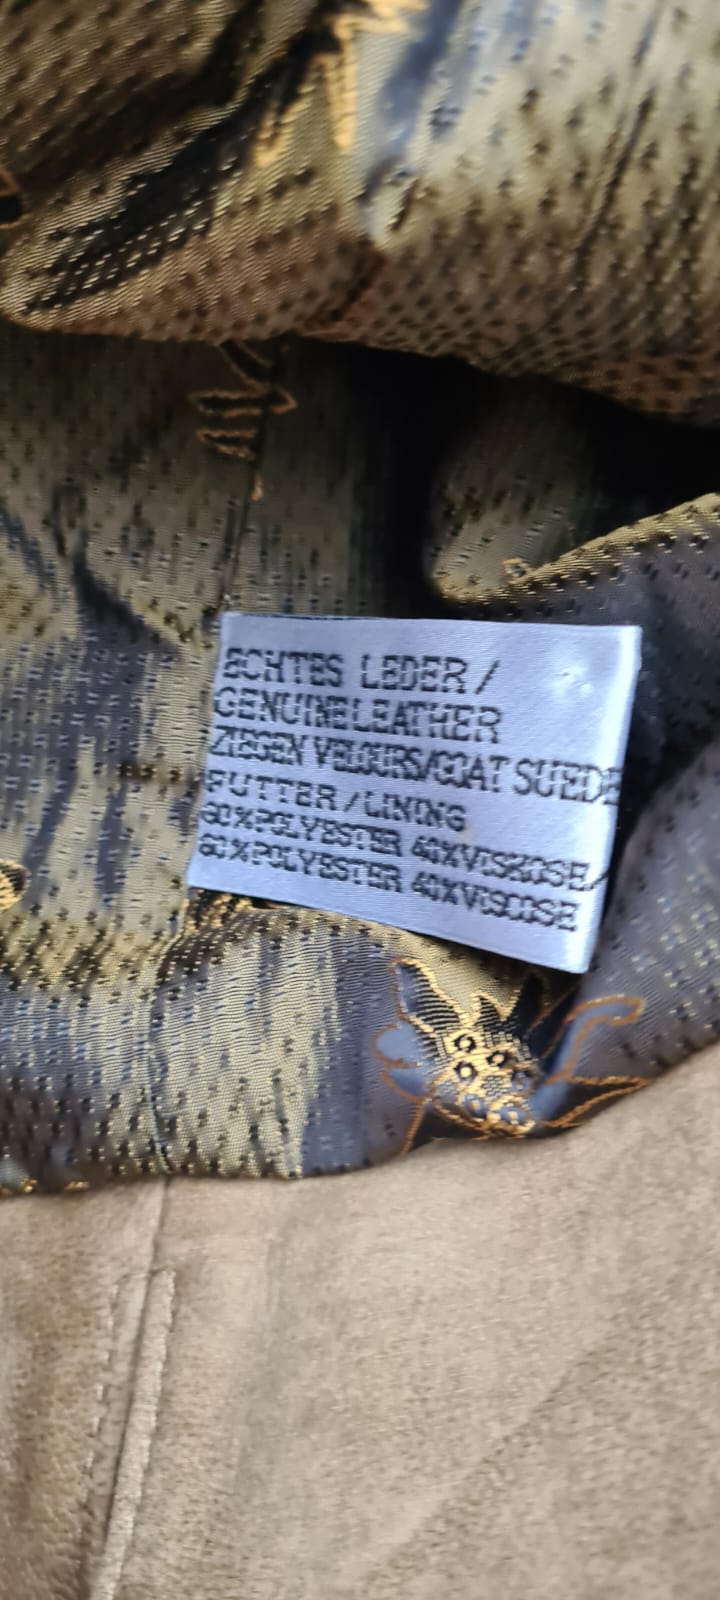 ECHTES LEDER/
GENUINE LEATHER
ZIEGEN VELOURS/GOAT SUEDE
FUTTER/LINING
60%POLYESTER 40%VISKOSE/
60%POLYESTER 40%VISCOSE